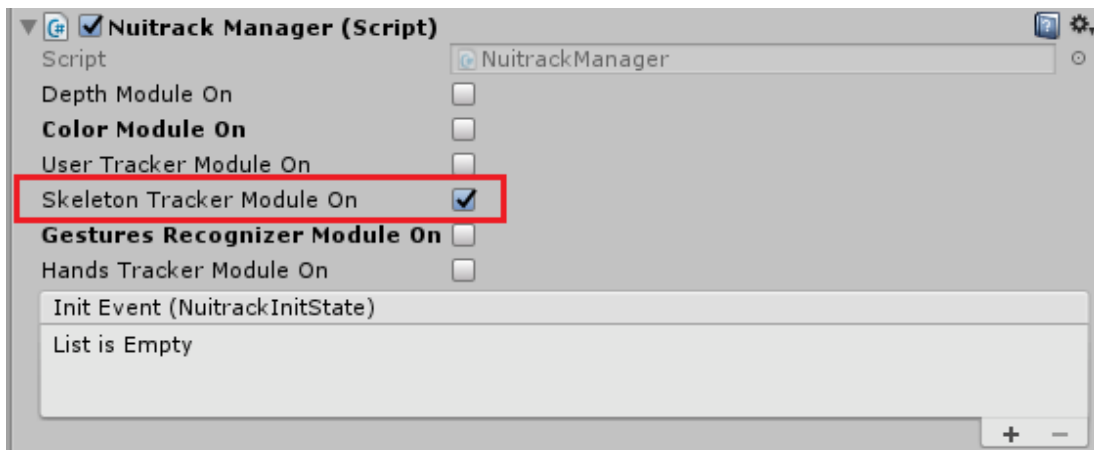 Nuitrack Manager (Script)
Script NuitrackManager
Depth Module On
Color Module On
User Tracker Module On
Skeleton Tracker Module On
Gestures Recognizer Module On
Hands Tracker Module On
Init Event (NuitrackInitState)
List is Empty